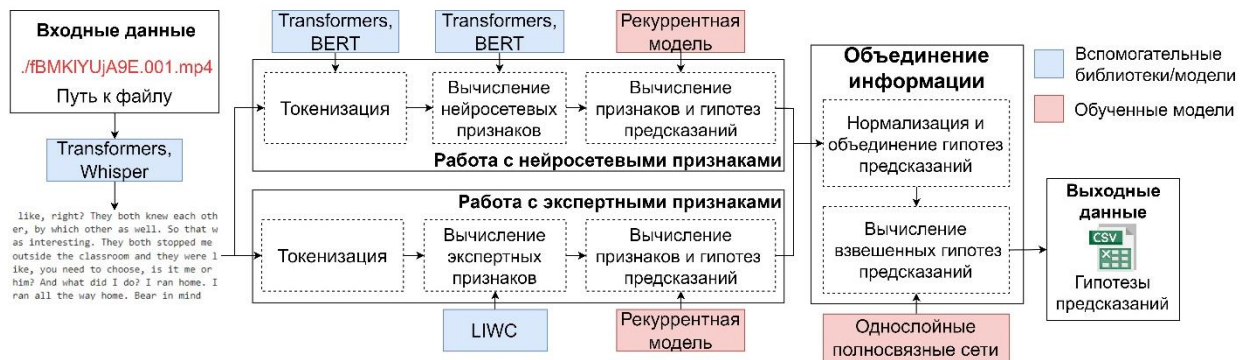 Входные данные
./fBMKlYUjA9E.001.mp4
Путь к файлу
Transformers,
Whisper
like, right? They both knew each oth
er, by which other as well. So that w
as interesting. They both stopped me
outside the classroom and they were l
ike, you need to choose, is it me or
him? And what did I do? I ran home. I
ran all the way home. Bear in mind
Transformers,
BERT
Transformers,
BERT
Рекуррентная
модель
Токенизация
Вычисление
нейросетевых
признаков
Вычисление
признаков и гипотез
предсказаний
Работа с нейросетевыми признаками
Работа с экспертными признаками
Токенизация
Вычисление
экспертных
признаков
Вычисление
признаков и гипотез
предсказаний
LIWC
Рекуррентная
модель
Объединение
информации
Нормализация и
объединение гипотез
предсказаний
Вычисление
взвешенных гипотез
предсказаний
Однослойные
полносвязные сети
Вспомогательные
библиотеки/модели
Обученные модели
Выходные
данные
CSV
Гипотезы
предсказаний